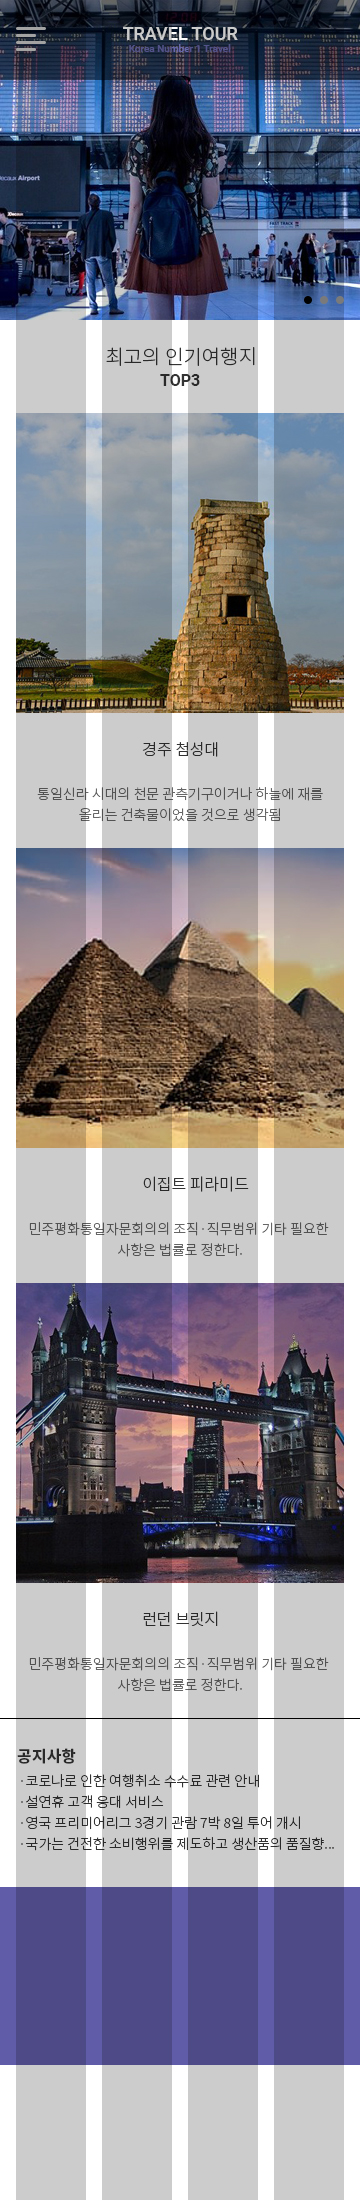 TRAVEL TOUR
Korea Number 1 Travel
Decaux Airport
FAST TRACK
최고의 인기여행지
TOP3
경주 첨성대
통일신라 시대의 천문 관측기구이거나 하늘에 재를
올리는 건축물이었을 것으로 생각됨
이집트 피라미드
민주평화통일자문회의의 조직·직무범위 기타 필요한
사항은 법률로 정한다.
런던 브릿지
민주평화통일자문회의의 조직·직무범위 기타 필요한
사항은 법률로 정한다.
공지사항
·코로나로 인한 여행취소 수수료 관련 안내
·설연휴 고객 응대 서비스
·영국 프리미어리그 3경기 관람 7박 8일 투어 개시
·국가는 건전한 소비행위를 제도하고 생산품의 품질향...